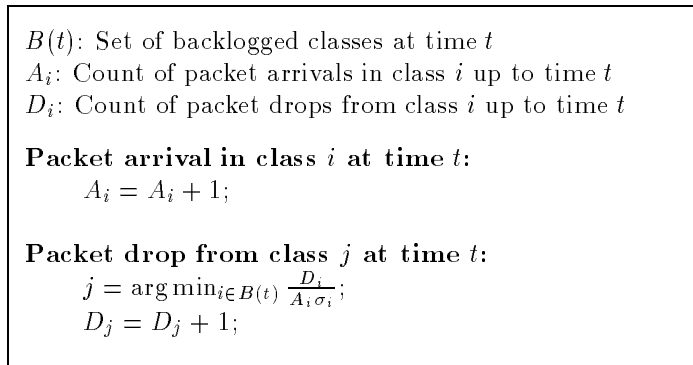 B(t): Set of backlogged classes at time t
A_i: Count of packet arrivals in class i up to time t
D_i: Count of packet drops from class i up to time t
Packet arrival in class i at time t:
A_i = A_i + 1;
Packet drop from class j at time t:
j = arg min_{i∈B(t)} \frac{D_i}{A_i σ_i};
D_j = D_j + 1;